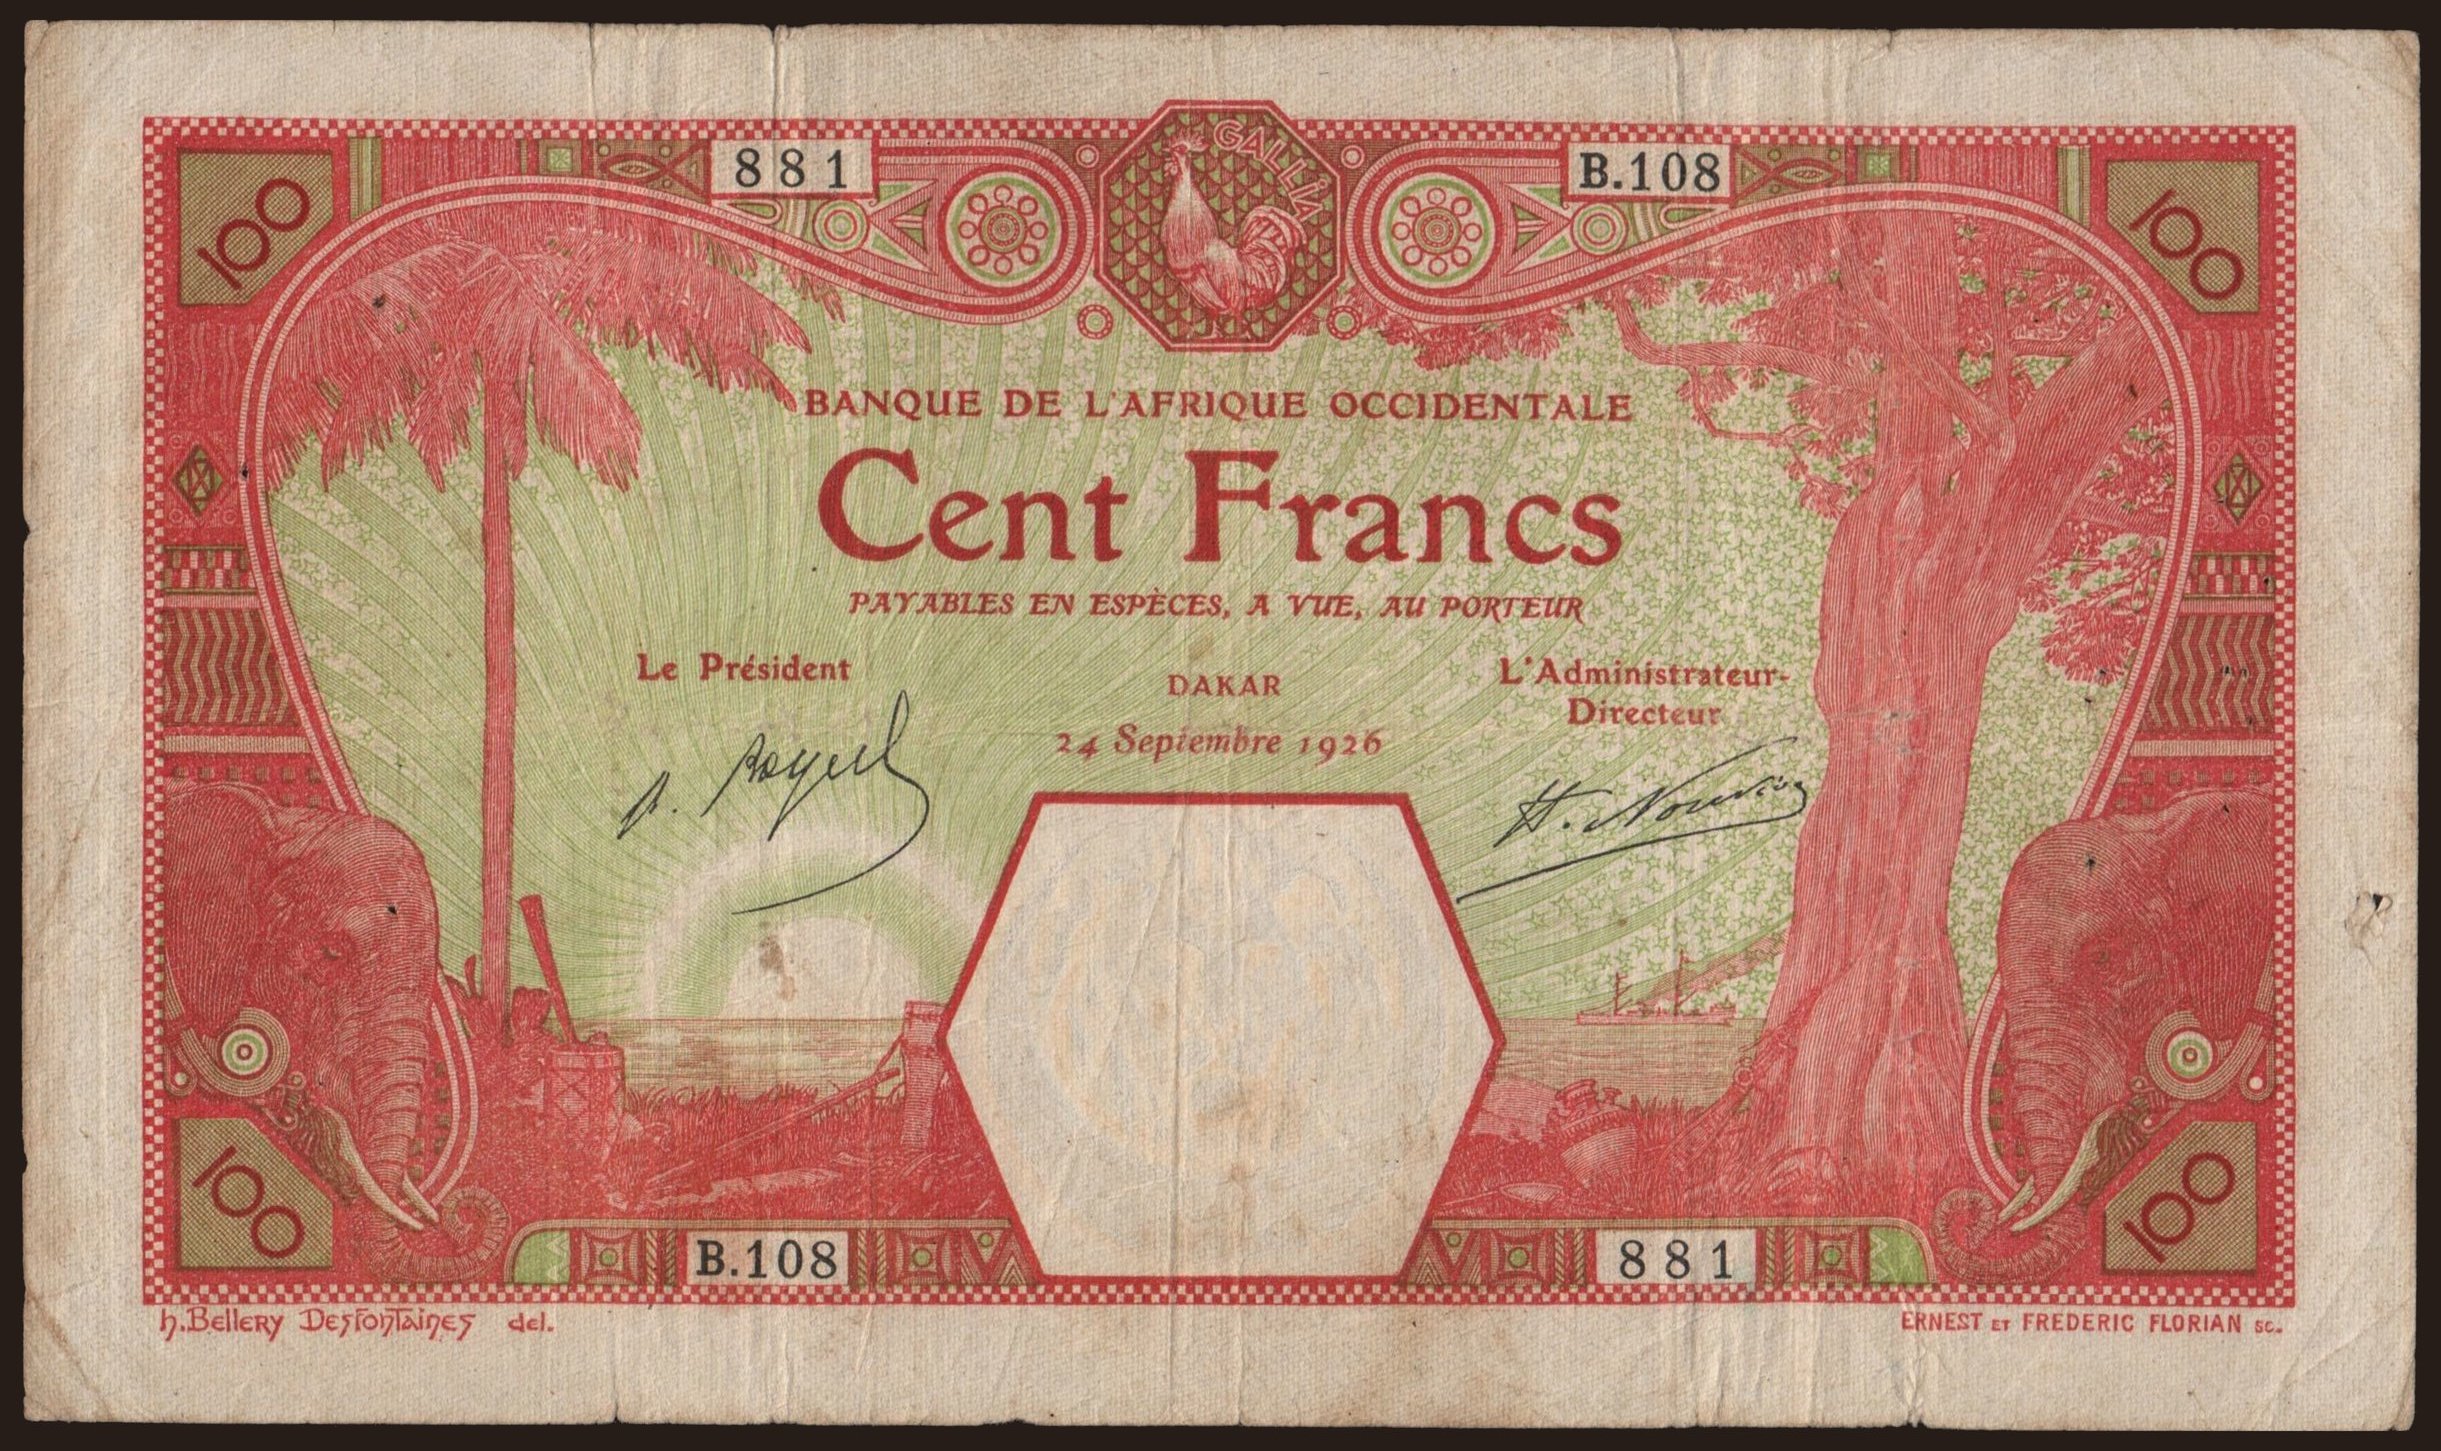 100
881
GALLIA
B.108
100
BANQUE DE L'AFRIQUE OCCIDENTALE
Cent Francs
PAYABLES EN ESPÈCES, A VUE, AU PORTEUR
Le Président
DAKAR
L'Administrateur-
Directeur
24 Septembre 1926
100
B.108
881
100
h. Bellery Desfontaines del.
ERNEST ET FREDERIC FLORIAN sc.